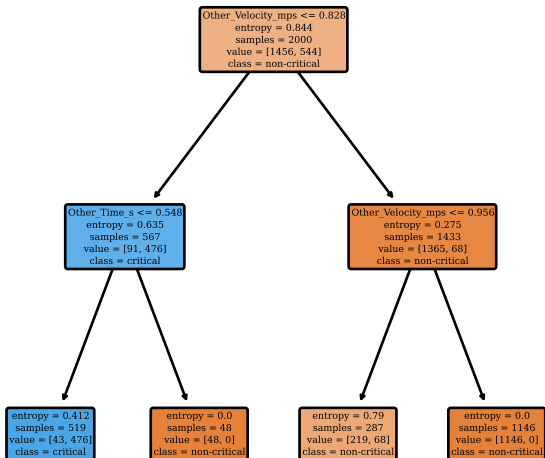 Other_Velocity_mps <= 0.828
entropy = 0.844
samples = 2000
value = [1456, 544]
class = non-critical
Other_Time_s <= 0.548
entropy = 0.635
samples = 567
value = [91, 476]
class = critical
Other_Velocity_mps <= 0.956
entropy = 0.275
samples = 1433
value = [1365, 68]
class = non-critical
entropy = 0.412
samples = 519
value = [43, 476]
class = critical
entropy = 0.0
samples = 48
value = [48, 0]
class = non-critical
entropy = 0.79
samples = 287
value = [219, 68]
class = non-critical
entropy = 0.0
samples = 1146
value = [1146, 0]
class = non-critical